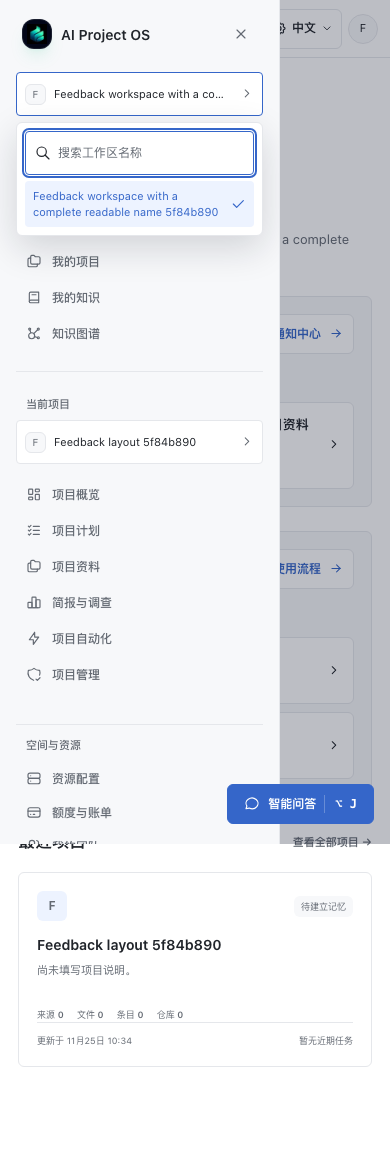 AI Project OS
中文
F
F
Feedback workspace with a co...
搜索工作区名称
Feedback workspace with a
complete readable name 5f84b890
a complete
我的项目
我的知识
知识图谱
通知中心
当前项目
F
Feedback layout 5f84b890
资料
项目概览
项目计划
项目资料
使用流程
简报与调查
项目自动化
项目管理
空间与资源
资源配置
额度与账单
智能问答
⌥ J
查看全部项目
F
待建立记忆
Feedback layout 5f84b890
尚未填写项目说明。
来源 0 文件 0 条目 0 仓库 0
更新于 11月25日 10:34
暂无近期任务